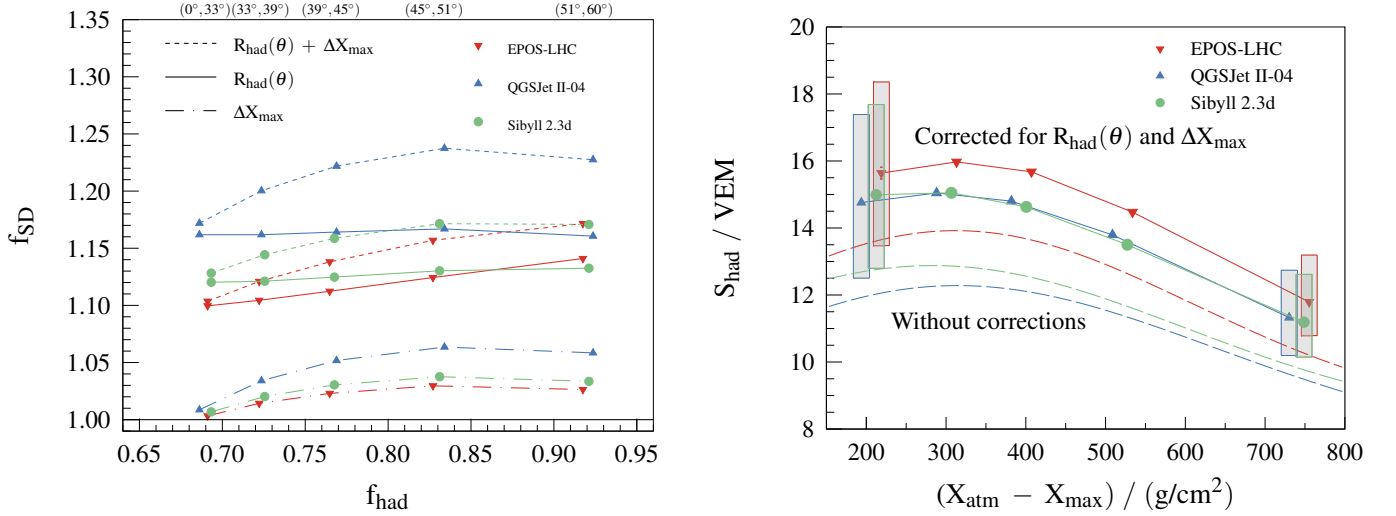 (0°,33°) (33°,39°) (39°,45°) (45°,51°) (51°,60°)
1.35
1.30
1.25
1.20
1.15
1.10
1.05
1.00
f_SD
R_had(θ) + ΔX_max
R_had(θ)
ΔX_max
EPOS-LHC
QGSJet II-04
Sibyll 2.3d
0.65 0.70 0.75 0.80 0.85 0.90 0.95
f_had
20
18
16
14
12
10
8
S_had / VEM
EPOS-LHC
QGSJet II-04
Sibyll 2.3d
Corrected for R_had(θ) and ΔX_max
Without corrections
200 300 400 500 600 700 800
(X_atm − X_max) / (g/cm²)